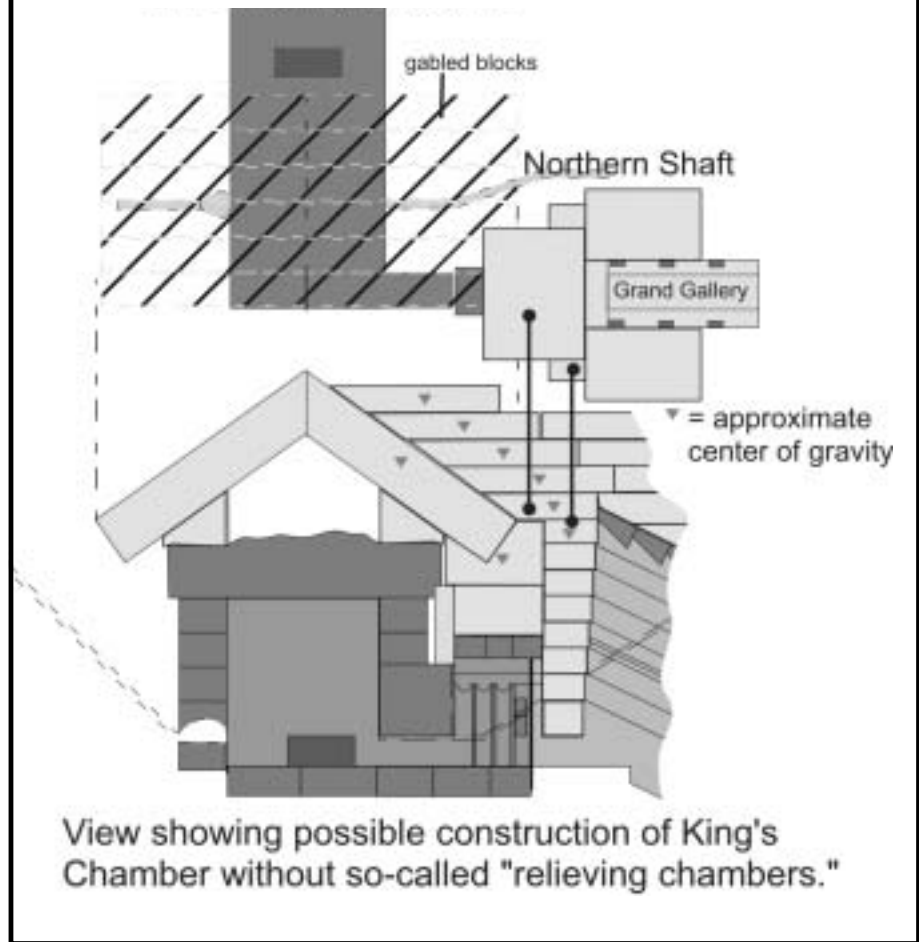 gabled blocks
Northern Shaft
Grand Gallery
▼ = approximate
center of gravity
View showing possible construction of King's
Chamber without so-called "relieving chambers."